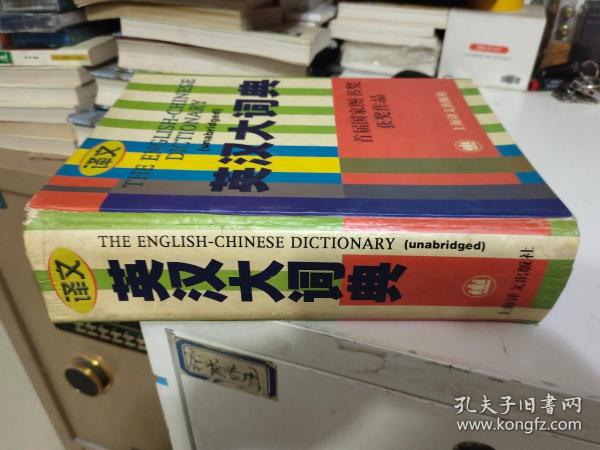 译文
THE ENGLISH-CHINESE
DICTIONARY
(unabridged)
英汉大词典
首届国家图书奖
获奖作品
上海译文出版社
译文
THE ENGLISH-CHINESE DICTIONARY (unabridged)
英汉大词典
上海译文出版社
孔夫子旧书网
www.kongfz.com